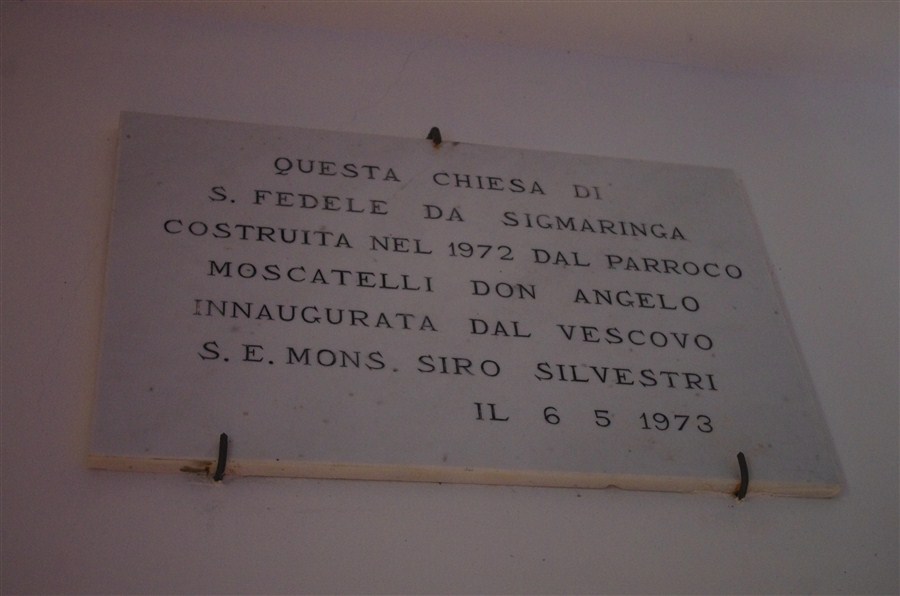 QUESTA CHIESA DI
S. FEDELE DA SIGMARINGA
COSTRUITA NEL 1972 DAL PARROCO
MOSCATELLI DON ANGELO
INNAUGURATA DAL VESCOVO
S. E. MONS. SIRO SILVESTRI
IL 6 5 1973